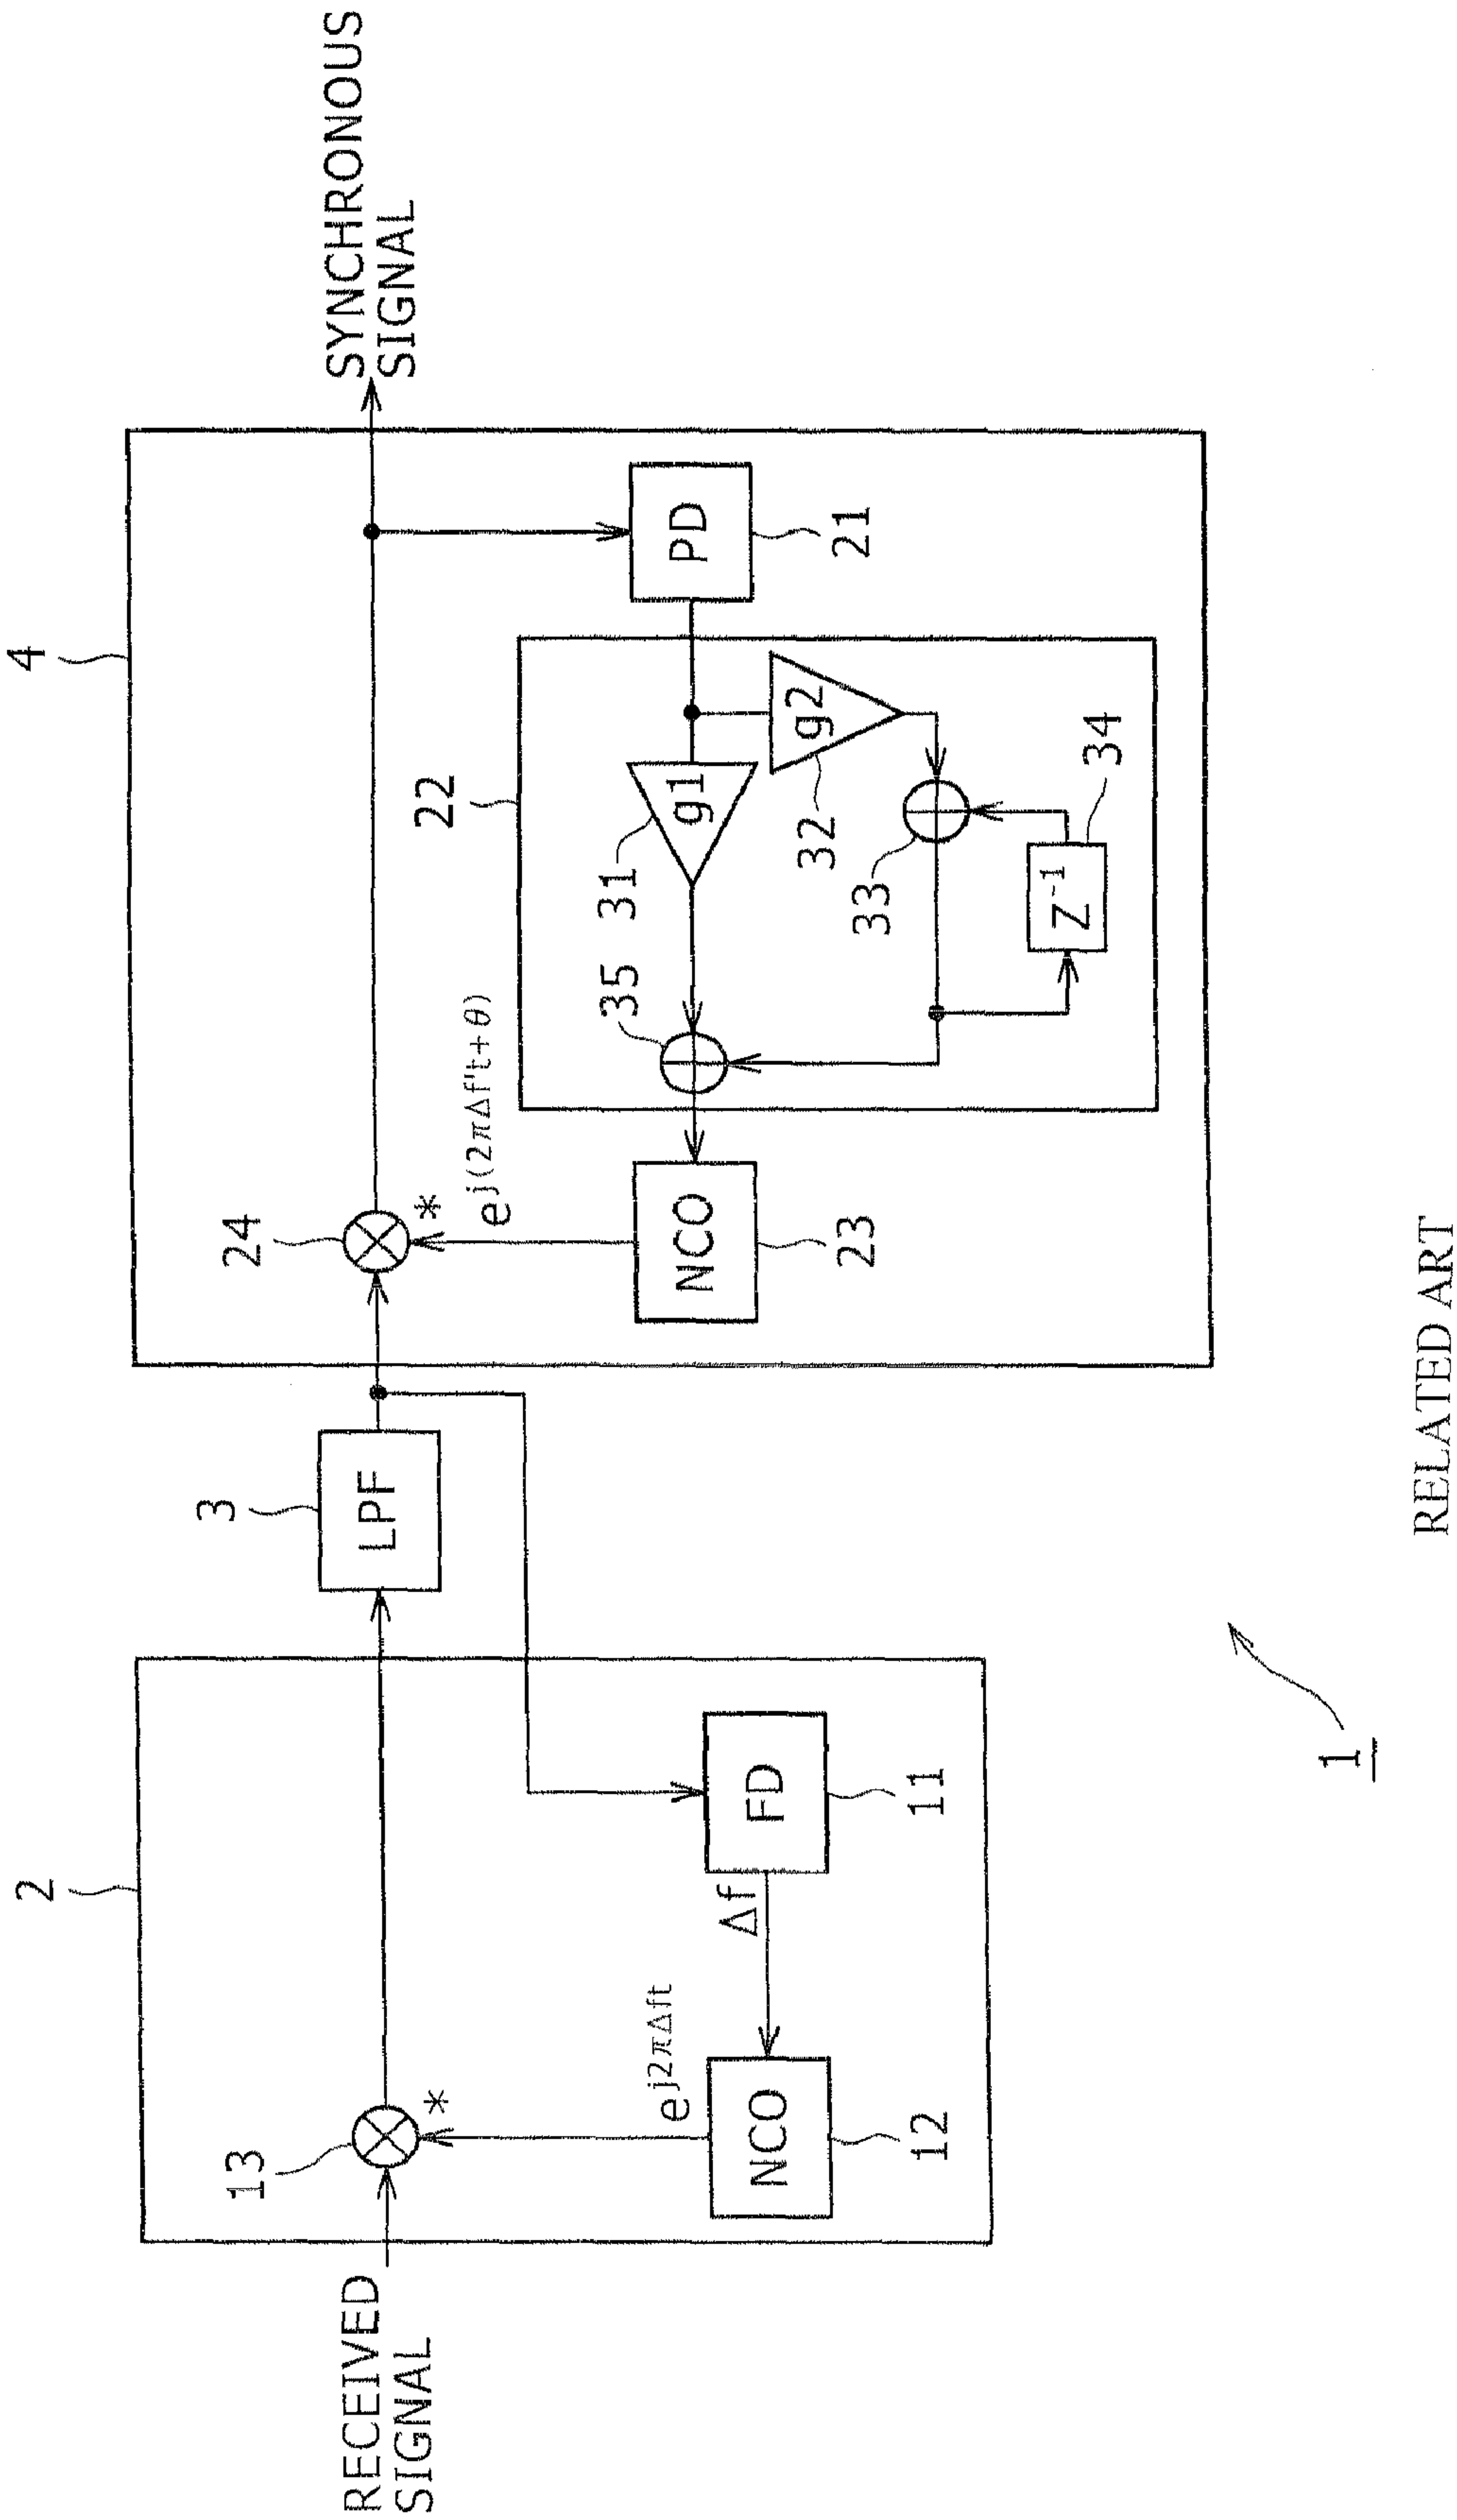 RECEIVED
SIGNAL
2
13
*
e^{j2πΔft}
NCO
12
Δf
FD
11
3
LPF
4
24
*
e^{j(2πΔf't+θ)}
NCO
23
22
35
31
g1
g2
32
33
Z^{-1}
34
PD
21
SYNCHRONOUS
SIGNAL
1
RELATED ART